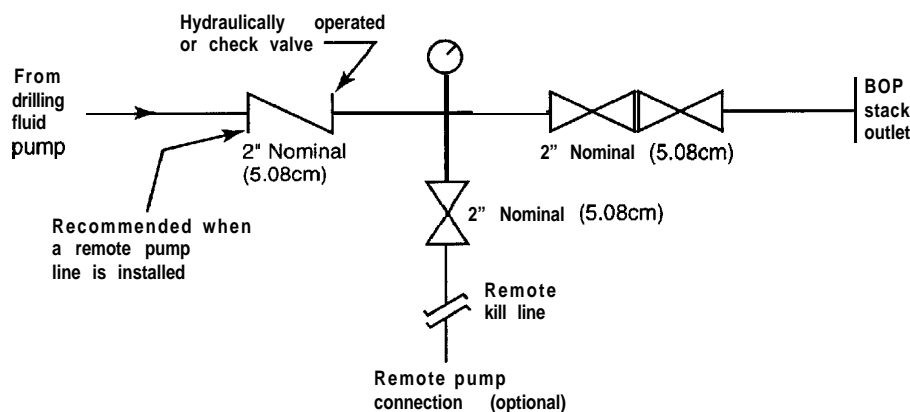 Hydraulically operated
or check valve
From
drilling
fluid
pump
BOP
stack
outlet
2" Nominal
(5.08cm)
2" Nominal (5.08cm)
2" Nominal (5.08cm)
Recommended when
a remote pump
line is installed
Remote
kill line
Remote pump
connection (optional)